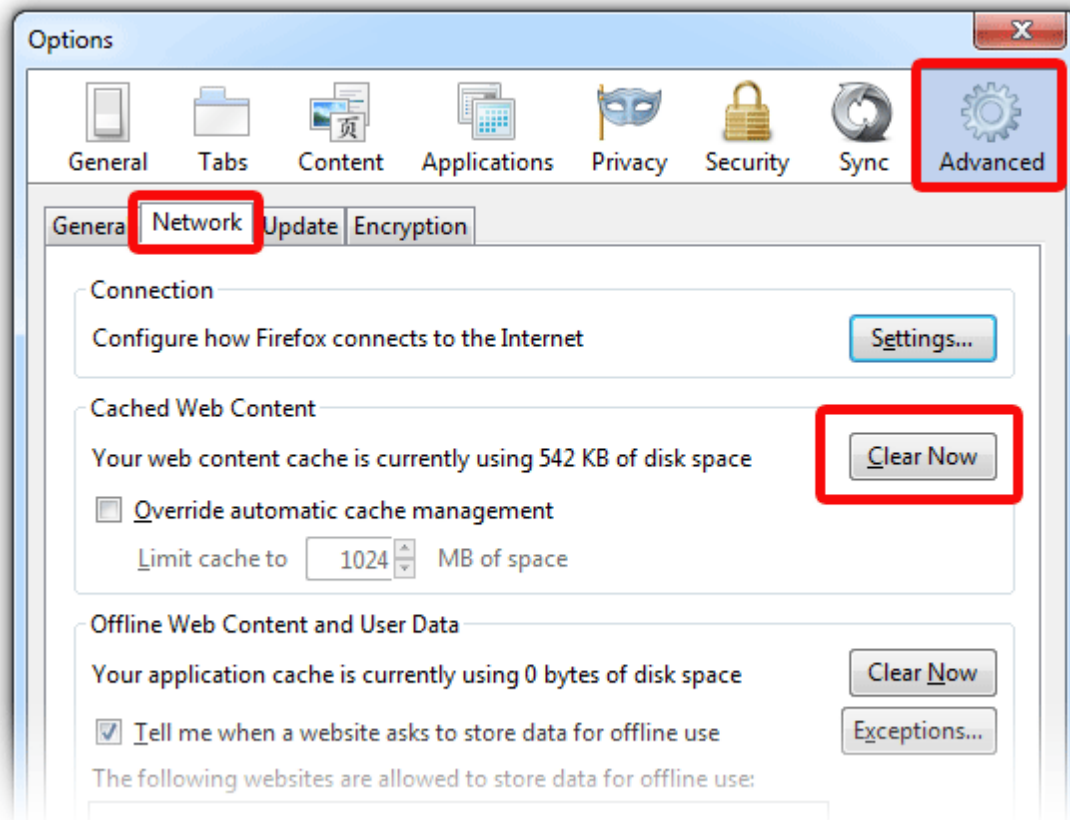 Options
页
General Tabs Content Applications Privacy Security Sync Advanced
General Network Update Encryption
Connection
Configure how Firefox connects to the Internet Settings...
Cached Web Content
Your web content cache is currently using 542 KB of disk space Clear Now
Override automatic cache management
Limit cache to 1024 MB of space
Offline Web Content and User Data
Your application cache is currently using 0 bytes of disk space Clear Now
Tell me when a website asks to store data for offline use Exceptions...
The following websites are allowed to store data for offline use: